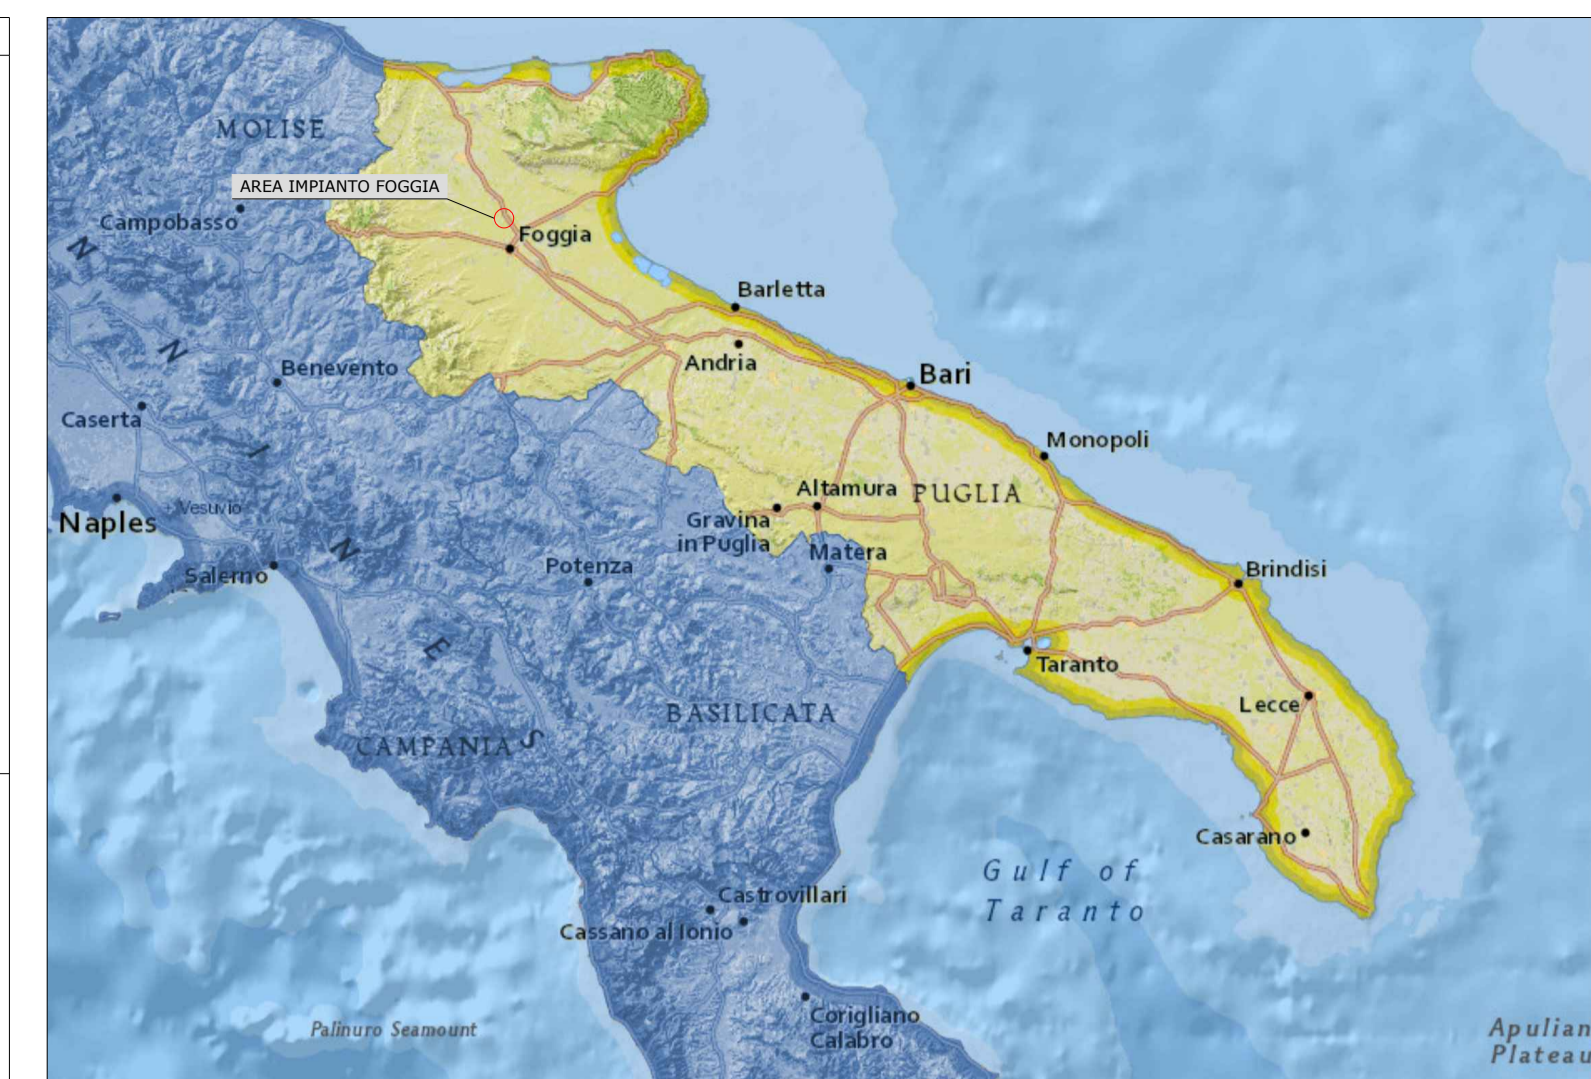 MOLISE
AREA IMPIANTO FOGGIA
Campobasso
Foggia
Barletta
Andria
Bari
Benevento
Caserta
Monopoli
Altamura
PUGLIA
Naples
Vesuvio
Gravina
in Puglia
Matera
Salerno
Potenza
Brindisi
Taranto
Lecce
BASILICATA
CAMPANIA
N
N
I
N
E
S
Casarano
Gulf of
Taranto
Castrovillari
Cassano al Ionio
Corigliano
Calabro
Palinuro Seamount
Apulian
Plateau